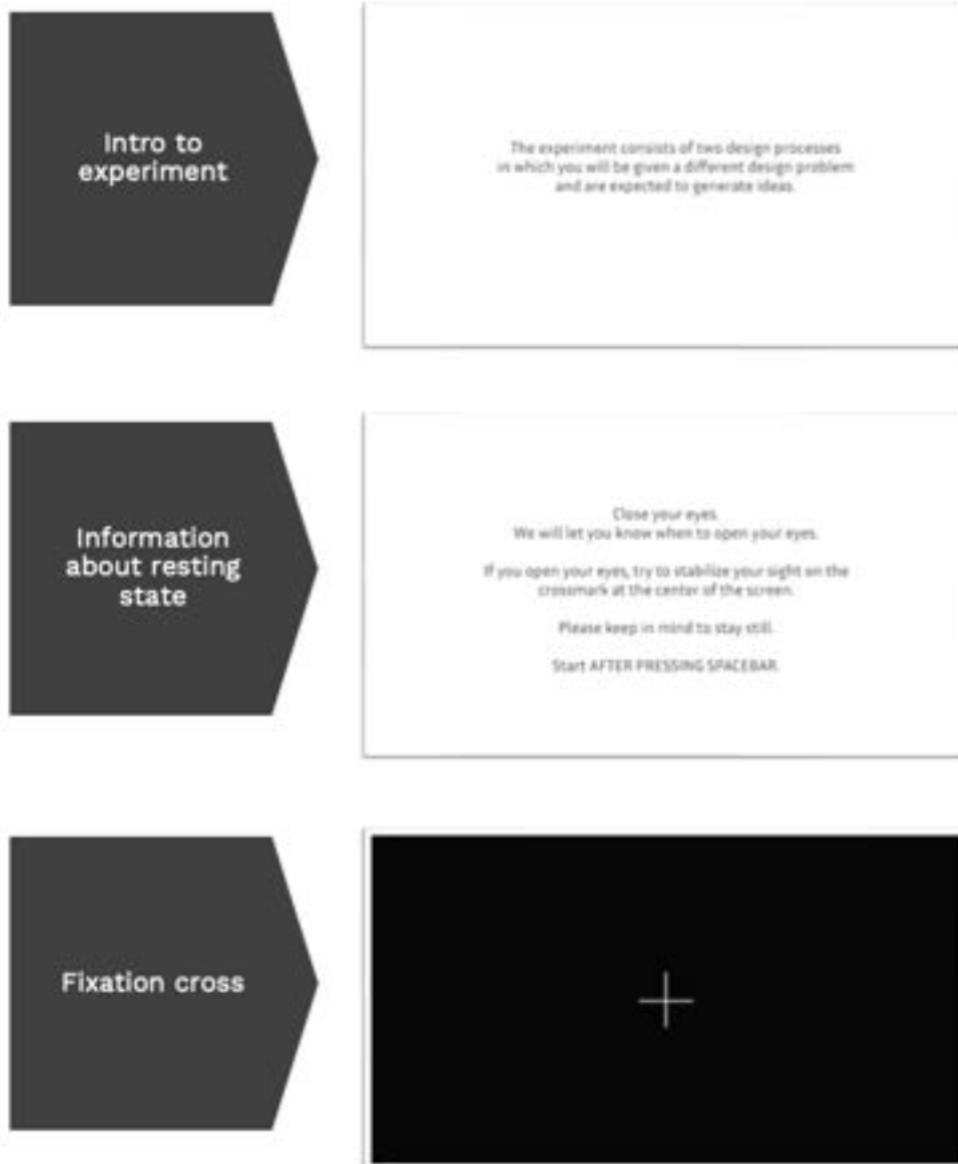 Intro to
experiment
The experiment consists of two design processes
in which you will be given a different design problem
and are expected to generate ideas.
Information
about resting
state
Close your eyes.
We will let you know when to open your eyes.
If you open your eyes, try to stabilize your sight on the
crossmark at the center of the screen.
Please keep in mind to stay still.
Start AFTER PRESSING SPACEBAR.
Fixation cross